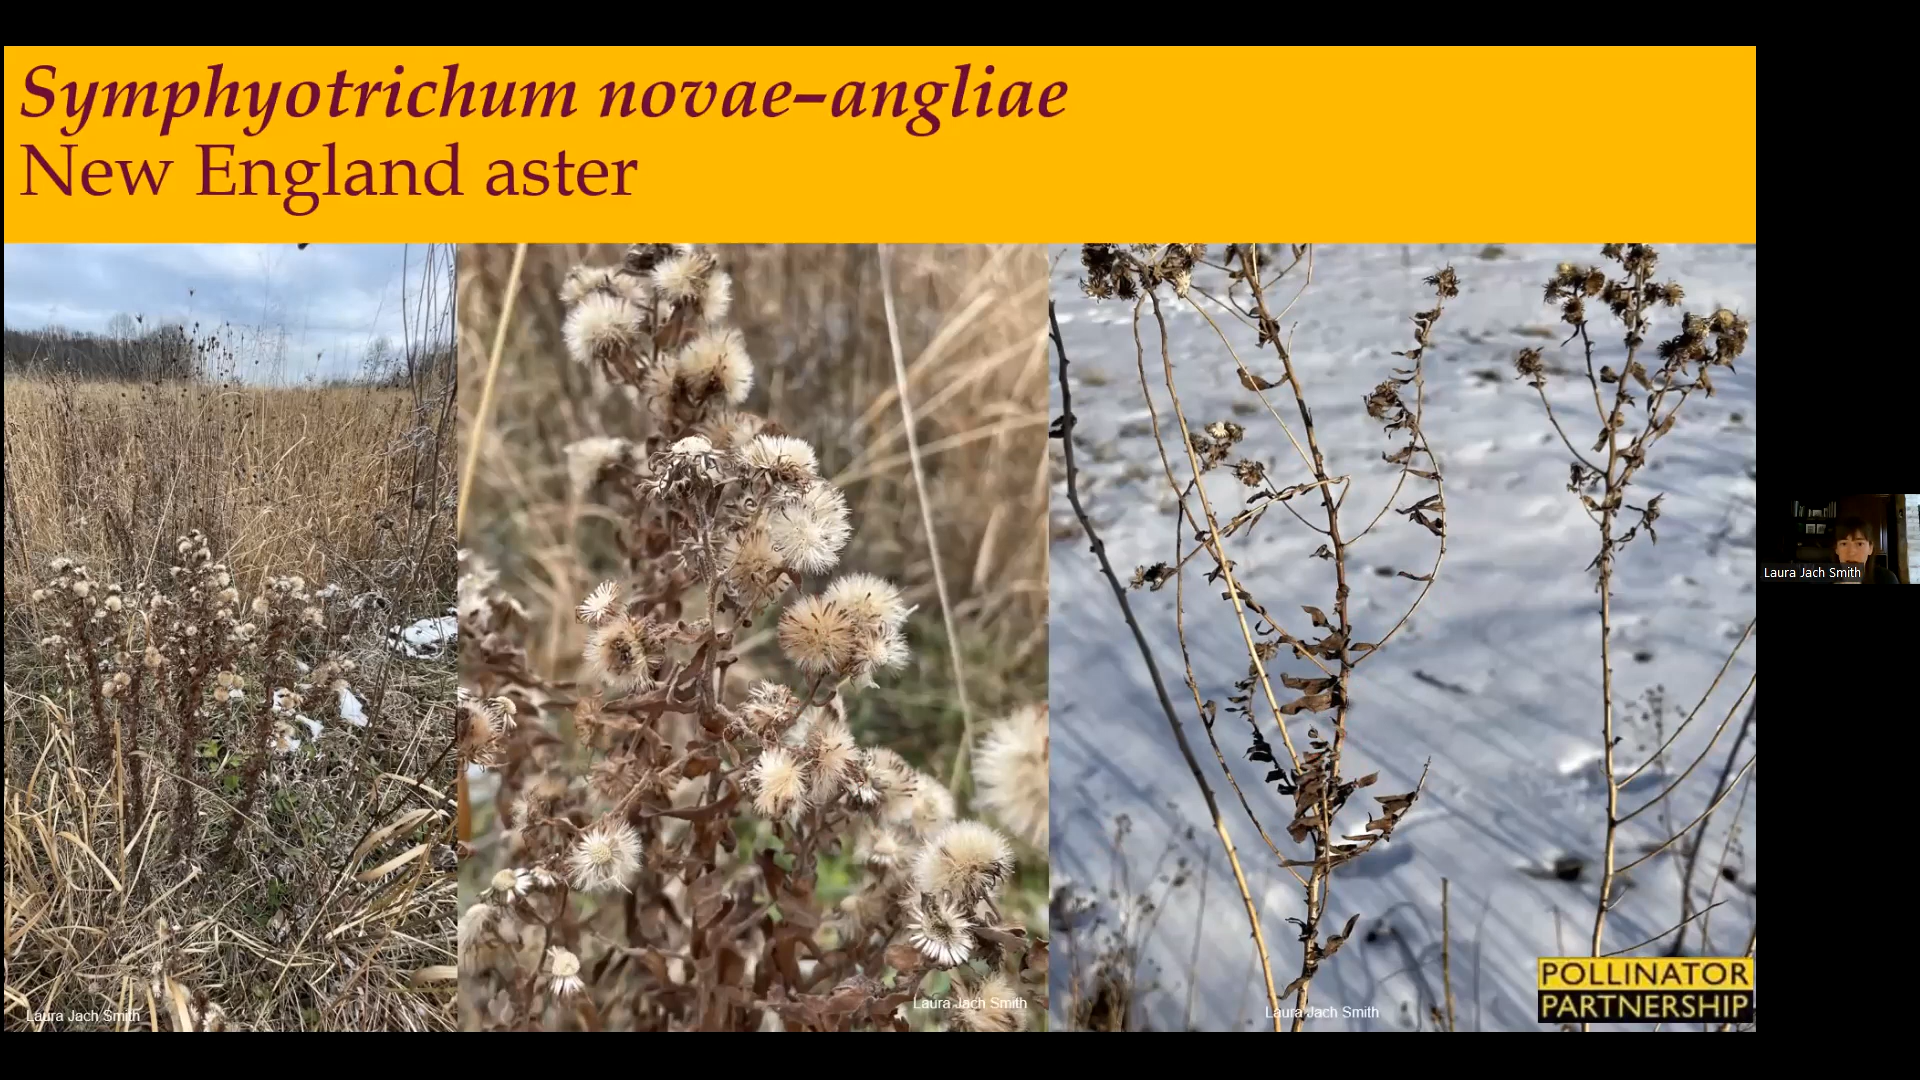 Symphyotrichum novae–angliae
New England aster
Laura Jach Smith
Laura Jach Smith
Laura Jach Smith
POLLINATOR
PARTNERSHIP
Laura Jach Smith